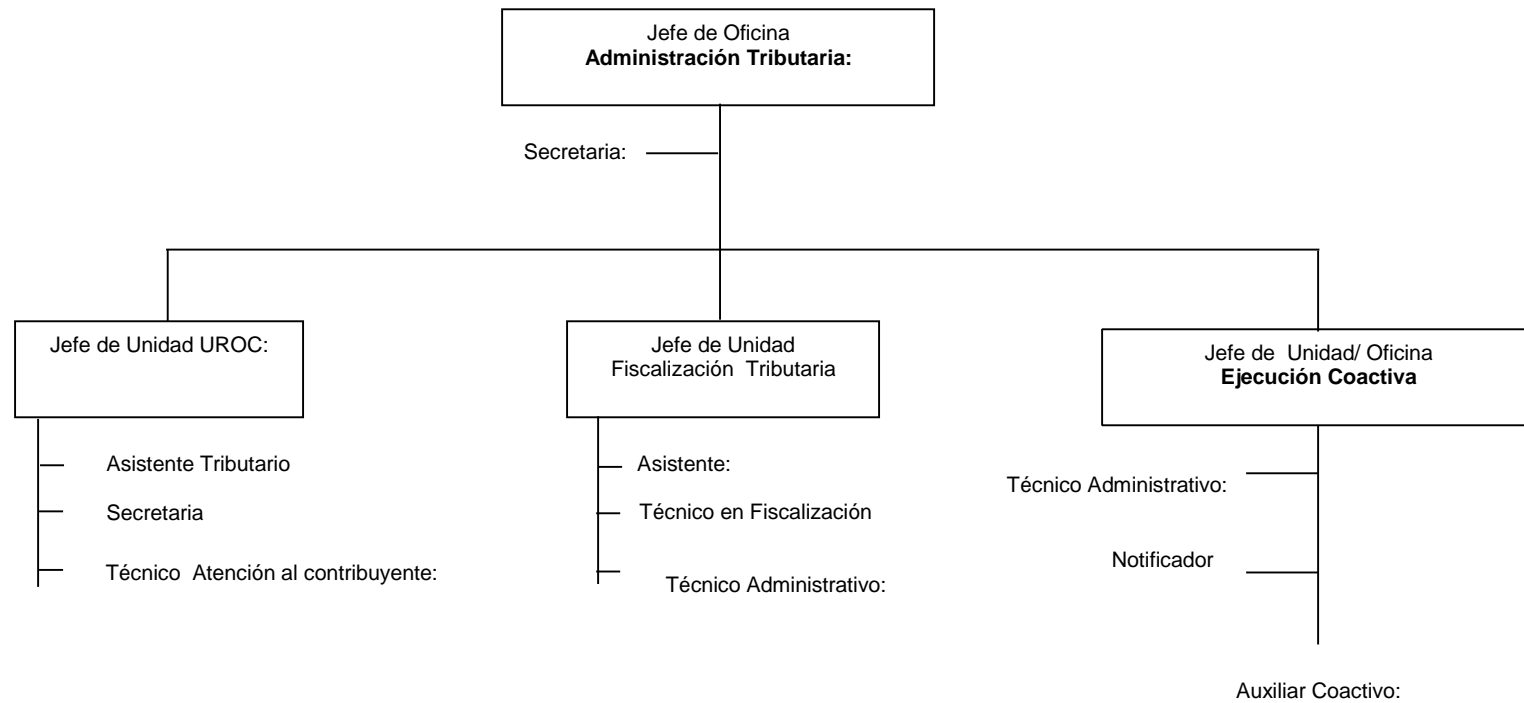 Jefe de Oficina
Administración Tributaria:
Secretaria:
Jefe de Unidad UROC:
Asistente Tributario
Secretaria
Técnico Atención al contribuyente:
Jefe de Unidad
Fiscalización Tributaria
Asistente:
Técnico en Fiscalización
Técnico Administrativo:
Jefe de Unidad/ Oficina
Ejecución Coactiva
Técnico Administrativo:
Notificador
Auxiliar Coactivo: